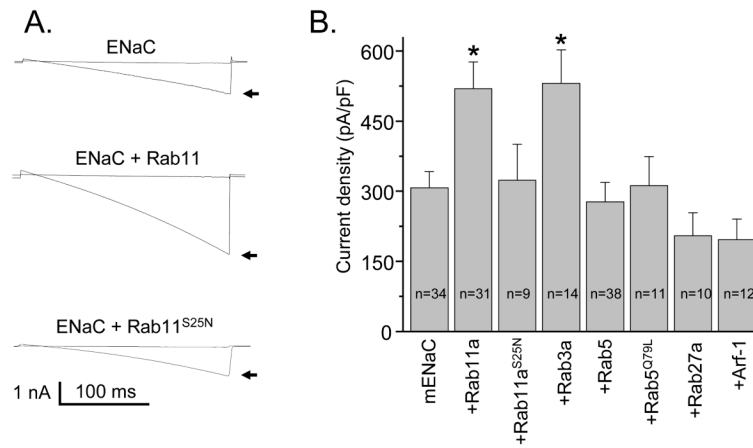 A.
ENaC
ENaC + Rab11
ENaC + Rab11S25N
1 nA
100 ms
B.
Current density (pA/pF)
600
450
300
150
0
*
*
n=34
n=31
n=9
n=14
n=38
n=11
n=10
n=12
mENaC
+Rab11a
+Rab11aS25N
+Rab3a
+Rab5
+Rab5Q79L
+Rab27a
+Arf-1